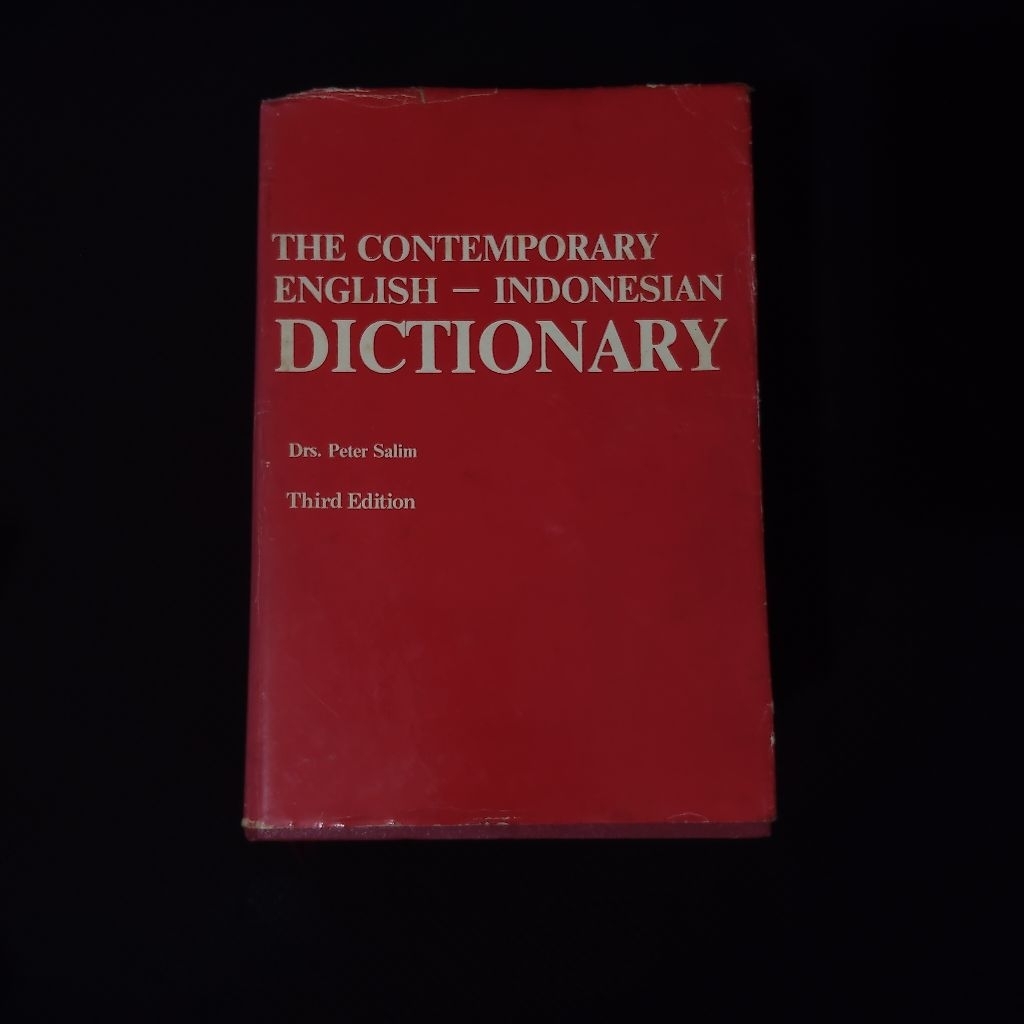 THE CONTEMPORARY
ENGLISH — INDONESIAN
DICTIONARY
Drs. Peter Salim
Third Edition